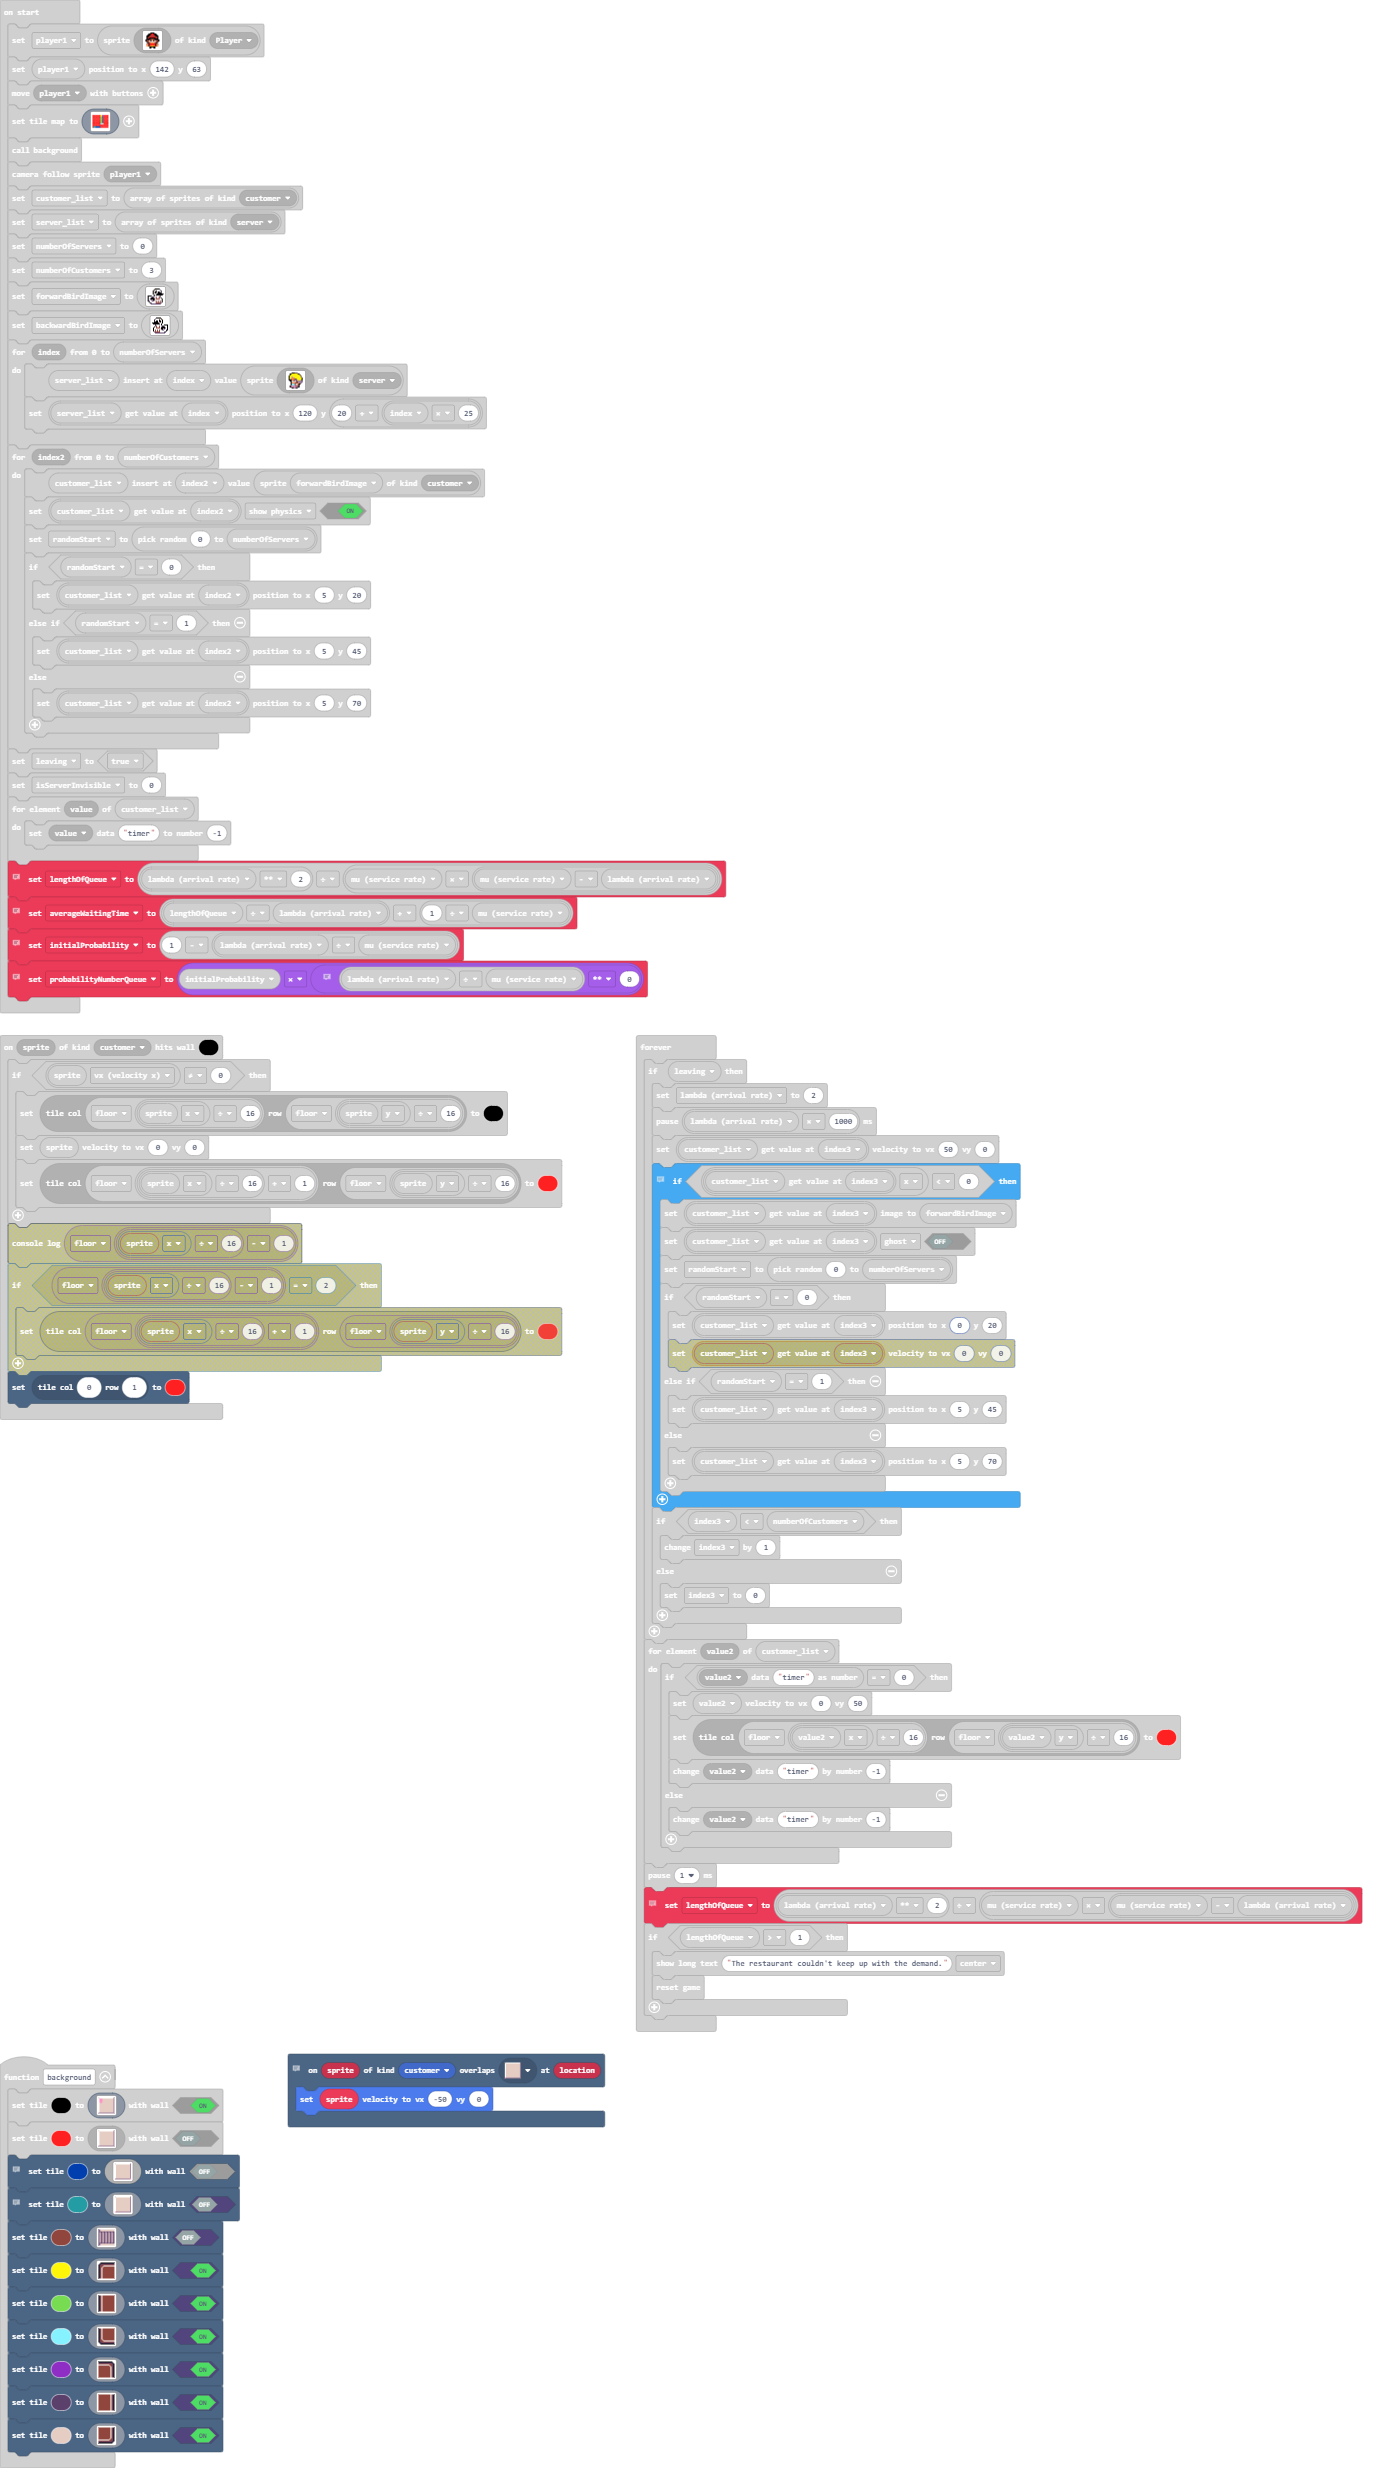 on start
set player1 to sprite of kind Player
set player1 position to x 142 y 63
move player1 with buttons
set tile map to
call background
camera follow sprite player1
set customer_list to array of sprites of kind customer
set server_list to array of sprites of kind server
set numberOfServers to 0
set numberOfCustomers to 3
set forwardBirdImage to
set backwardBirdImage to
for index from 0 to numberOfServers
do
server_list insert at index value sprite of kind server
set server_list get value at index position to x 120 y 20 + index × 25
for index2 from 0 to numberOfCustomers
do
customer_list insert at index2 value sprite forwardBirdImage of kind customer
set customer_list get value at index2 show physics ON
set randomStart to pick random 0 to numberOfServers
if randomStart = 0 then
set customer_list get value at index2 position to x 5 y 20
else if randomStart = 1 then
set customer_list get value at index2 position to x 5 y 45
else
set customer_list get value at index2 position to x 5 y 70
set leaving to true
set isServerInvisible to 0
for element value of customer_list
do
set value data "timer" to number -1
set lengthOfQueue to lambda (arrival rate) ** 2 ÷ mu (service rate) × mu (service rate) - lambda (arrival rate)
set averageWaitingTime to lengthOfQueue ÷ lambda (arrival rate) + 1 ÷ mu (service rate)
set initialProbability to 1 - lambda (arrival rate) ÷ mu (service rate)
set probabilityNumberQueue to initialProbability × lambda (arrival rate) ÷ mu (service rate) ** 0
on sprite of kind customer hits wall
if sprite vx (velocity x) ≠ 0 then
set tile col floor sprite x ÷ 16 row floor sprite y ÷ 16 to
set sprite velocity to vx 0 vy 0
set tile col floor sprite x ÷ 16 + 1 row floor sprite y ÷ 16 to
console log floor sprite x ÷ 16 - 1
if floor sprite x ÷ 16 - 1 = 2 then
set tile col floor sprite x ÷ 16 + 1 row floor sprite y ÷ 16 to
set tile col 0 row 1 to
forever
if leaving then
set lambda (arrival rate) to 2
pause lambda (arrival rate) × 1000 ms
set customer_list get value at index3 velocity to vx 50 vy 0
if customer_list get value at index3 x < 0 then
set customer_list get value at index3 image to forwardBirdImage
set customer_list get value at index3 ghost OFF
set randomStart to pick random 0 to numberOfServers
if randomStart = 0 then
set customer_list get value at index3 position to x 0 y 20
set customer_list get value at index3 velocity to vx 0 vy 0
else if randomStart = 1 then
set customer_list get value at index3 position to x 5 y 45
else
set customer_list get value at index3 position to x 5 y 70
if index3 < numberOfCustomers then
change index3 by 1
else
set index3 to 0
for element value2 of customer_list
do
if value2 data "timer" as number = 0 then
set value2 velocity to vx 0 vy 50
set tile col floor value2 x ÷ 16 row floor value2 y ÷ 16 to
change value2 data "timer" by number -1
else
change value2 data "timer" by number -1
pause 1 ms
set lengthOfQueue to lambda (arrival rate) ** 2 ÷ mu (service rate) × mu (service rate) - lambda (arrival rate)
if lengthOfQueue > 1 then
show long text "The restaurant couldn't keep up with the demand." center
reset game
function background
set tile to with wall ON
set tile to with wall OFF
set tile to with wall OFF
set tile to with wall OFF
set tile to with wall OFF
set tile to with wall ON
set tile to with wall ON
set tile to with wall ON
set tile to with wall ON
set tile to with wall ON
set tile to with wall ON
on sprite of kind customer overlaps at location
set sprite velocity to vx -50 vy 0